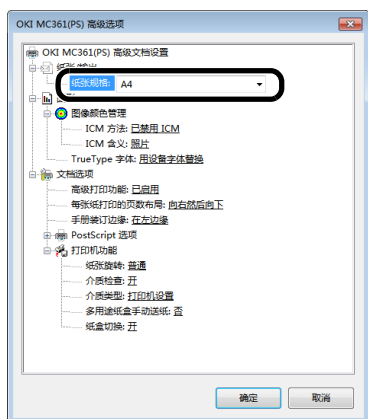 OKI MC361(PS) 高级选项
OKI MC361(PS) 高级文档设置
纸张规格: A4
图像颜色管理
ICM 方法: 已禁用 ICM
ICM 含义: 照片
TrueType 字体: 用设备字体替换
文档选项
高级打印功能: 已启用
每张纸打印的页数布局: 向右然后向下
手册装订边缘: 在左边缘
PostScript 选项
打印机功能
纸张旋转: 普通
介质检查: 开
介质类型: 打印机设置
多用途纸盒手动送纸: 否
纸盒切换: 开
确定 取消